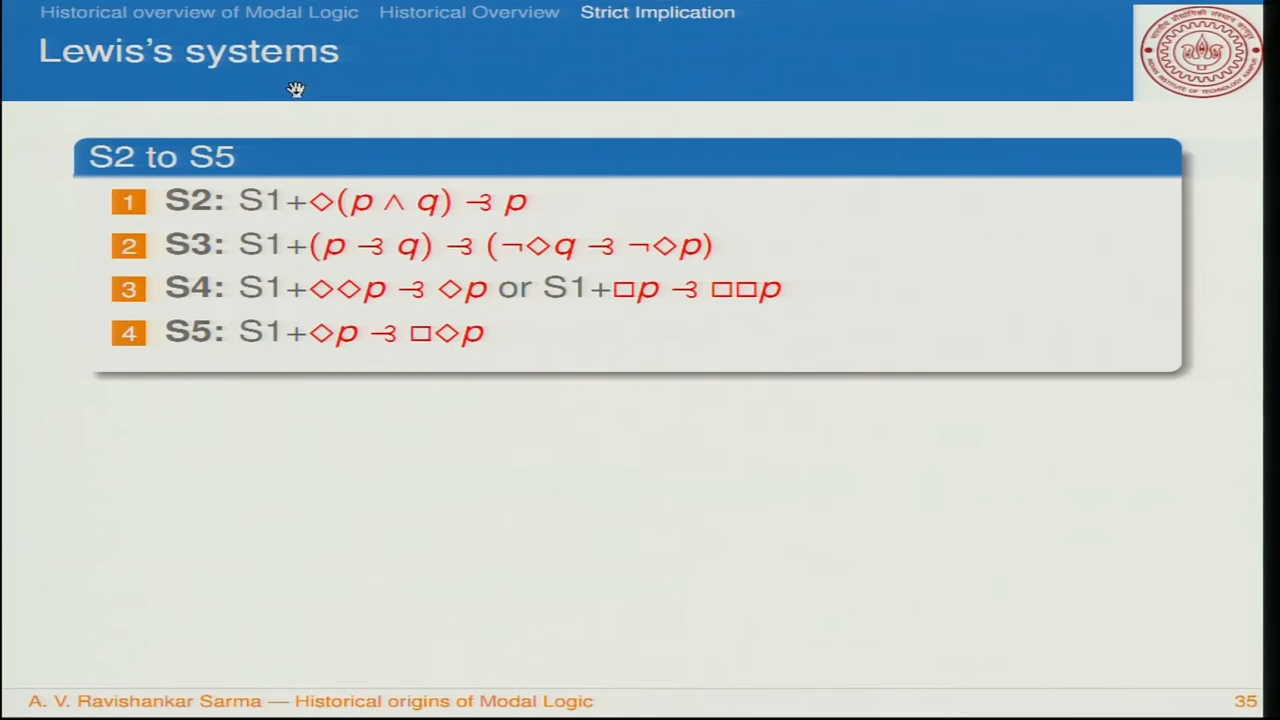 Historical overview of Modal Logic Historical Overview Strict Implication
Lewis's systems
S2 to S5
1 S2: S1+◇(p ∧ q) ⥽ p
2 S3: S1+(p ⥽ q) ⥽ (¬◇q ⥽ ¬◇p)
3 S4: S1+◇◇p ⥽ ◇p or S1+□p ⥽ □□p
4 S5: S1+◇p ⥽ □◇p
A. V. Ravishankar Sarma — Historical origins of Modal Logic 35